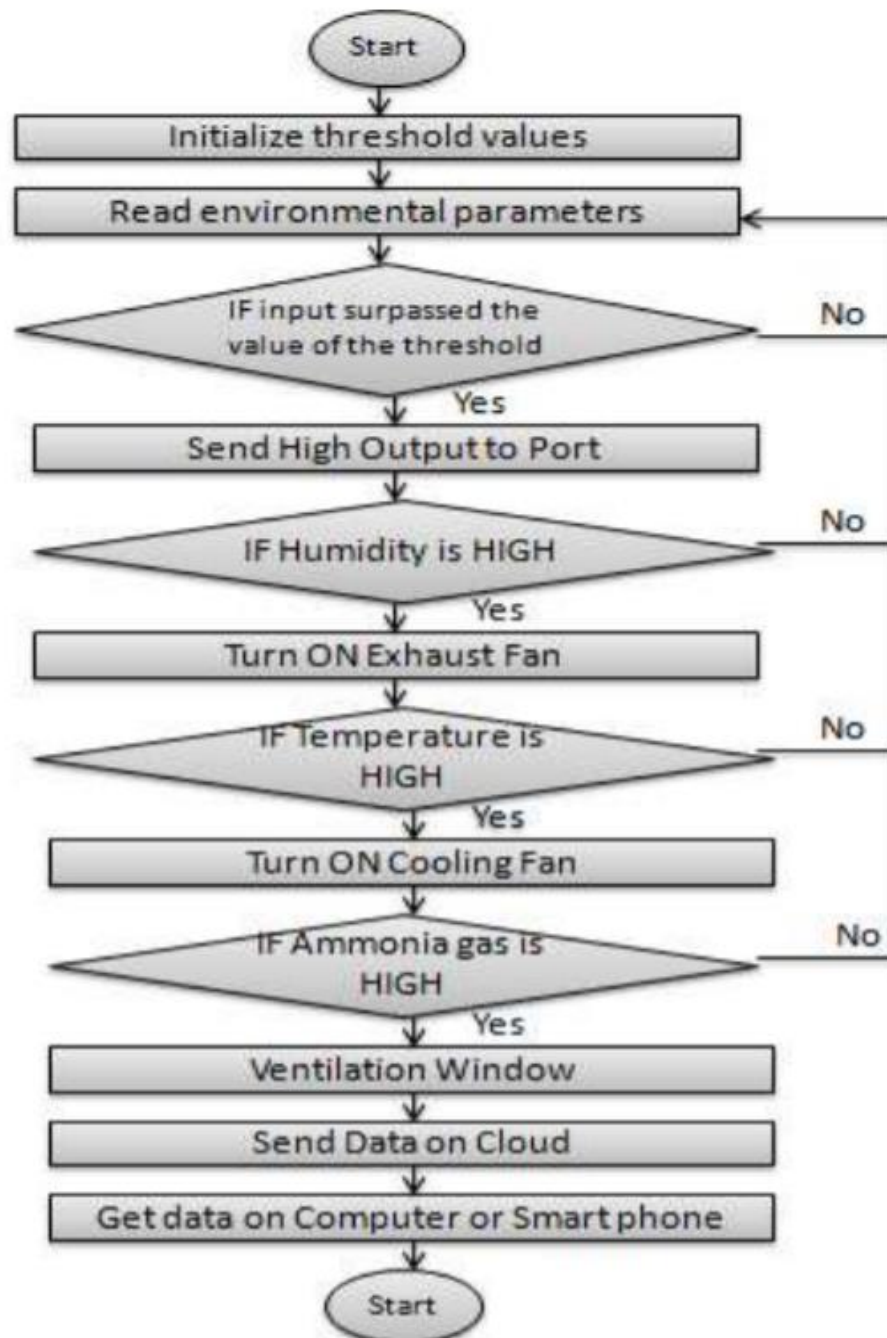 Start
Initialize threshold values
Read environmental parameters
IF input surpassed the
value of the threshold
No
Yes
Send High Output to Port
IF Humidity is HIGH
No
Yes
Turn ON Exhaust Fan
IF Temperature is
HIGH
No
Yes
Turn ON Cooling Fan
IF Ammonia gas is
HIGH
No
Yes
Ventilation Window
Send Data on Cloud
Get data on Computer or Smart phone
Start